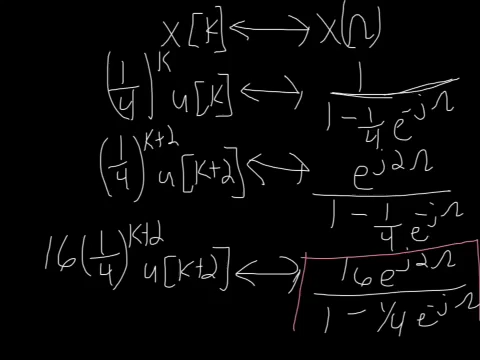 x[k] ⟷ X(Ω)
(1/4)^k u[k] ⟷ 1/(1 - 1/4 e^-jΩ)
(1/4)^(k+2) u[k+2] ⟷ e^j2Ω/(1 - 1/4 e^-jΩ)
16(1/4)^(k+2) u[k+2] ⟷ 16e^j2Ω/(1 - 1/4 e^-jΩ)